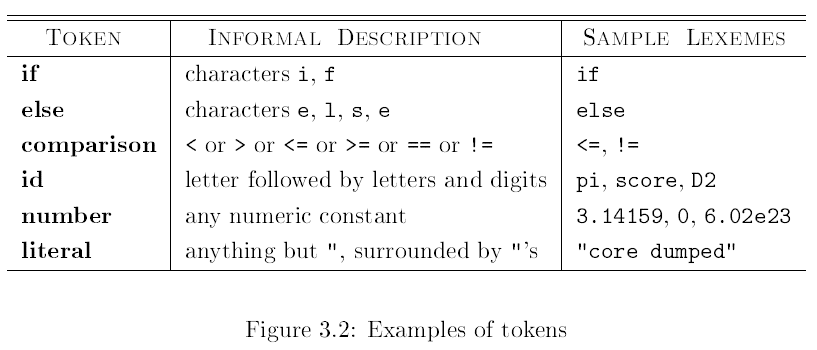 TOKEN INFORMAL DESCRIPTION SAMPLE LEXEMES
if characters i, f if
else characters e, l, s, e else
comparison < or > or <= or >= or == or != <=, !=
id letter followed by letters and digits pi, score, D2
number any numeric constant 3.14159, 0, 6.02e23
literal anything but ", surrounded by "'s "core dumped"
Figure 3.2: Examples of tokens